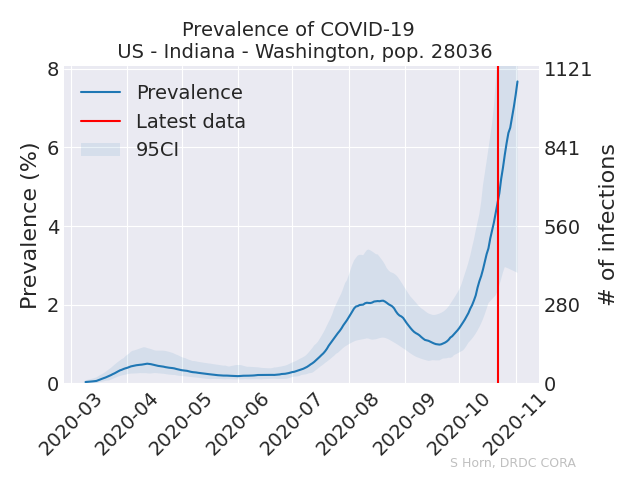 Prevalence of COVID-19
US - Indiana - Washington, pop. 28036
Prevalence
Latest data
95CI
Prevalence (%)
8
6
4
2
0
1121
841
560
280
0
# of infections
2020-03
2020-04
2020-05
2020-06
2020-07
2020-08
2020-09
2020-10
2020-11
S Horn, DRDC CORA